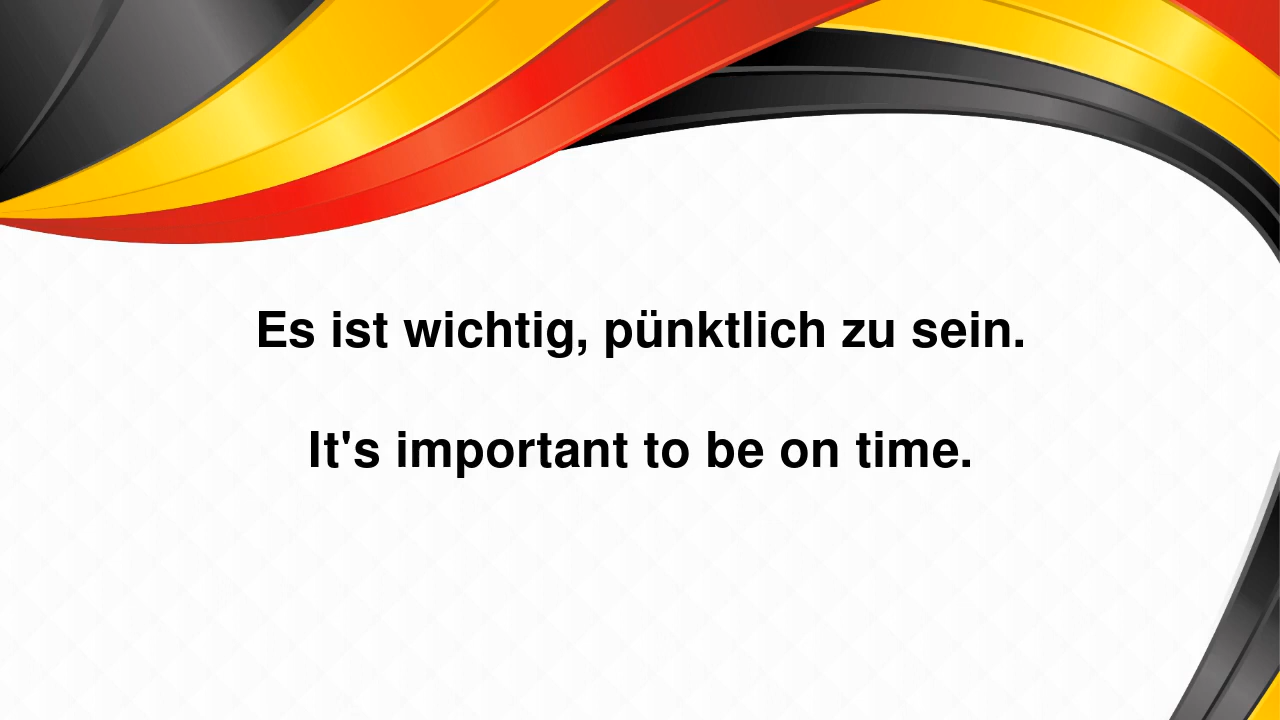 Es ist wichtig, pünktlich zu sein.
It's important to be on time.